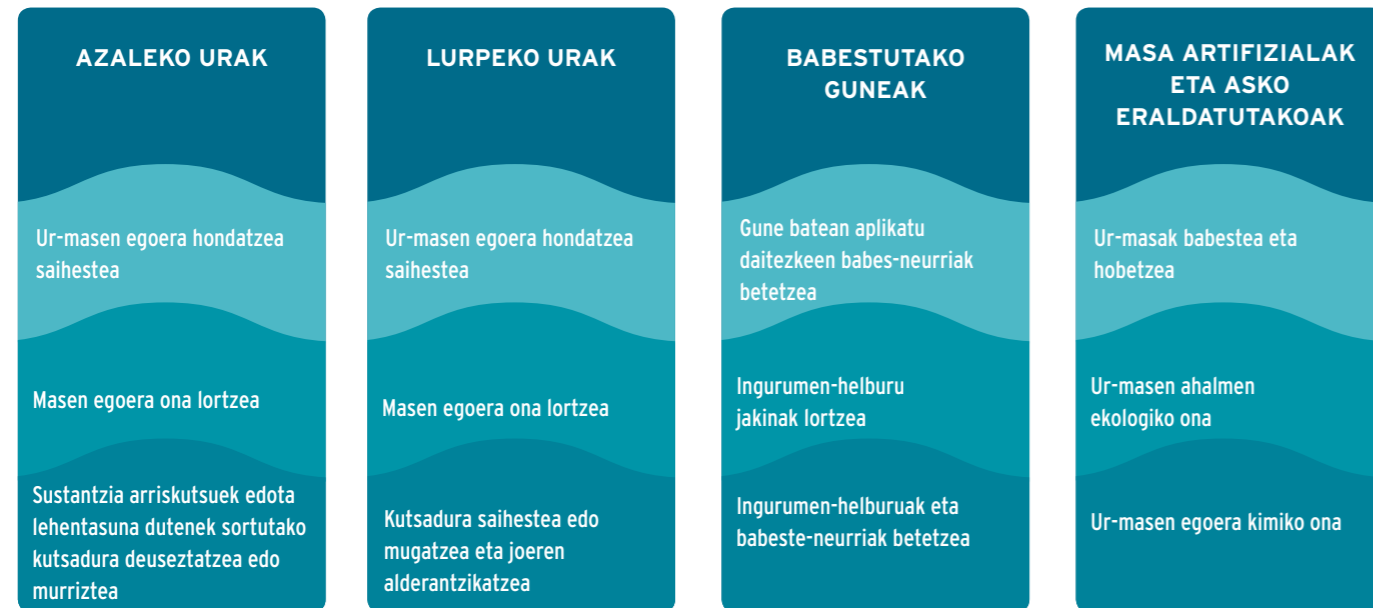 AZALEKO URAK
Ur-masen egoera hondatzea
saihestea
Masen egoera ona lortzea
Sustantzia arriskutsuek edota
lehentasuna dutenek sortutako
kutsadura deuseztatzea edo
murriztea
LURPEKO URAK
Ur-masen egoera hondatzea
saihestea
Masen egoera ona lortzea
Kutsadura saihestea edo
mugatzea eta joeren
alderantzikatzea
BABESTUTAKO
GUNEAK
Gune batean aplikatu
daitezkeen babes-neurriak
betetzea
Ingurumen-helburu
jakinak lortzea
Ingurumen-helburuak eta
babeste-neurriak betetzea
MASA ARTIFIZIALAK
ETA ASKO
ERALDATUTAKOAK
Ur-masak babestea eta
hobetzea
Ur-masen ahalmen
ekologiko ona
Ur-masen egoera kimiko ona